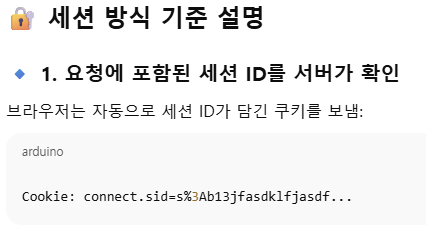 🔐 세션 방식 기준 설명
🔹 1. 요청에 포함된 세션 ID를 서버가 확인
브라우저는 자동으로 세션 ID가 담긴 쿠키를 보냄:
arduino
Cookie: connect.sid=s%3Ab13jfasdklfjasdf...